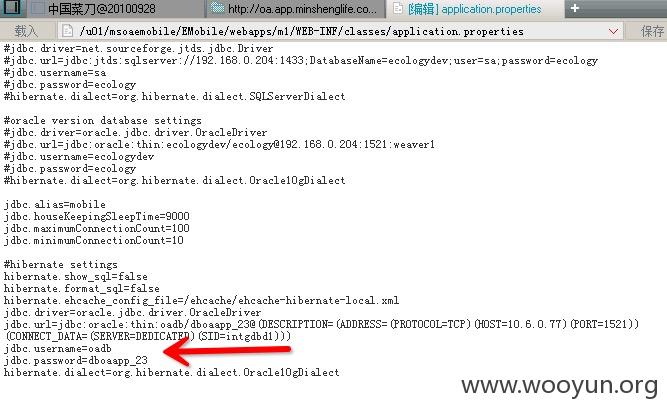 中国菜刀@20100928
http://oa.app.minshenglife.co...
[编辑] application.properties
载入
/u01/msoaemobile/EMobile/webapps/m1/WEB-INF/classes/application.properties
保存
#jdbc.driver=net.sourceforge.jtds.jdbc.Driver
#jdbc.url=jdbc:jtds:sqlserver://192.168.0.204:1433;DatabaseName=ecologydev;user=sa;password=ecology
#jdbc.username=sa
#jdbc.password=ecology
#hibernate.dialect=org.hibernate.dialect.SQLServerDialect
#oracle version database settings
#jdbc.driver=oracle.jdbc.driver.OracleDriver
#jdbc.url=jdbc:oracle:thin:ecologydev/ecology@192.168.0.204:1521:weaver1
#jdbc.username=ecologydev
#jdbc.password=ecology
#hibernate.dialect=org.hibernate.dialect.Oracle10gDialect
jdbc.alias=mobile
jdbc.houseKeepingSleepTime=9000
jdbc.maximumConnectionCount=100
jdbc.minimumConnectionCount=10
#hibernate settings
hibernate.show_sql=false
hibernate.format_sql=false
hibernate.ehcache_config_file=/ehcache/ehcache-hibernate-local.xml
jdbc.driver=oracle.jdbc.driver.OracleDriver
jdbc.url=jdbc:oracle:thin:oadb/dboaapp_23@(DESCRIPTION=(ADDRESS=(PROTOCOL=TCP)(HOST=10.6.0.77)(PORT=1521))
(CONNECT_DATA=(SERVER=DEDICATED)(SID=intgdbd1)))
jdbc.username=oadb
jdbc.password=dboaapp_23
hibernate.dialect=org.hibernate.dialect.Oracle10gDialect
www.wooyun.org